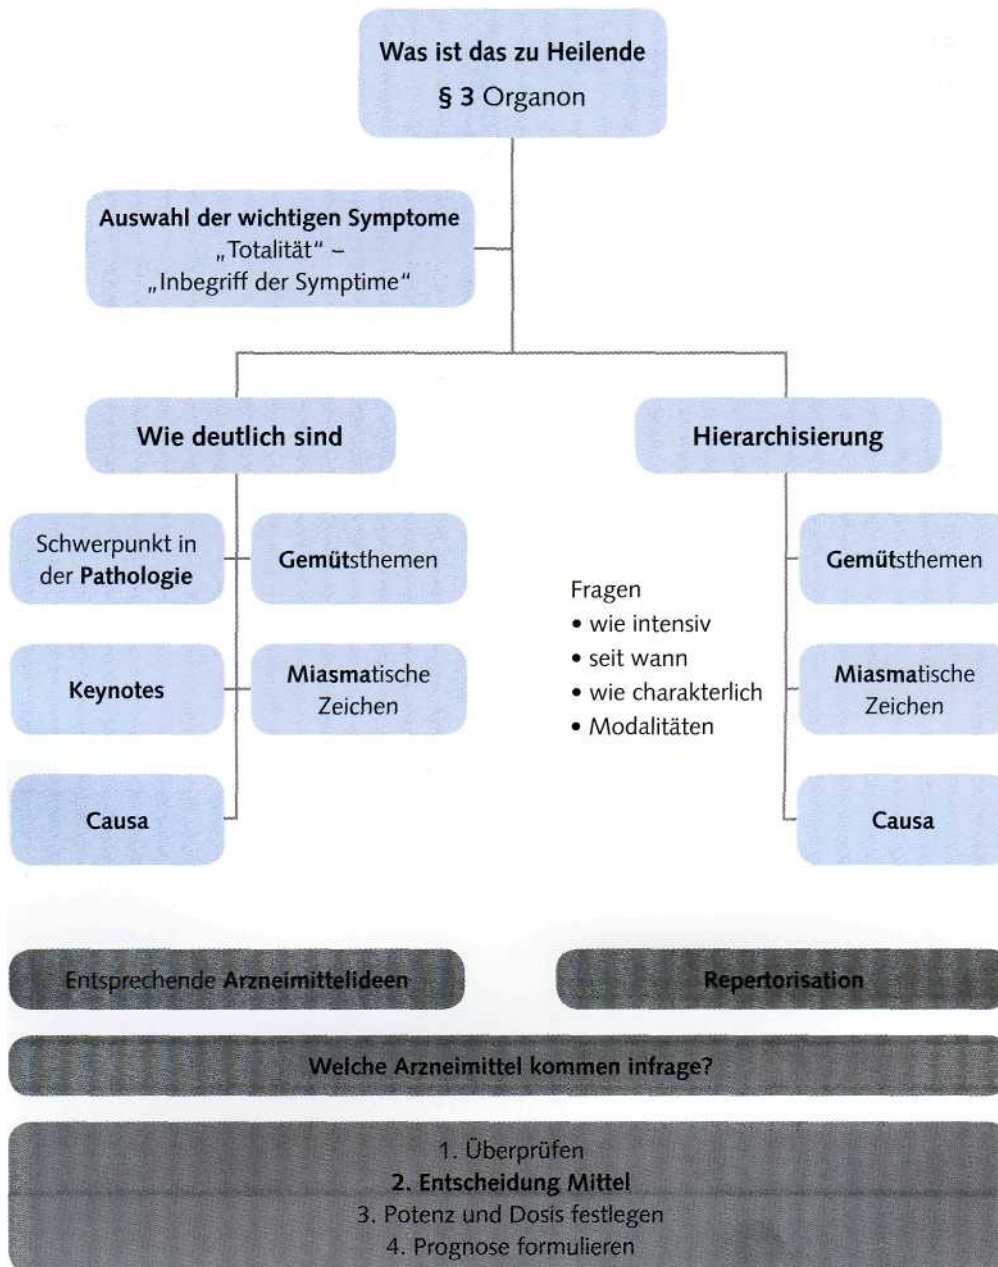 Was ist das zu Heilende
§ 3 Organon
Auswahl der wichtigen Symptome
„Totalität“ –
„Inbegriff der Symptime“
Wie deutlich sind
Hierarchisierung
Schwerpunkt in
der Pathologie
Gemütsthemen
Keynotes
Miasmatische
Zeichen
Causa
Fragen
• wie intensiv
• seit wann
• wie charakterlich
• Modalitäten
Gemütsthemen
Miasmatische
Zeichen
Causa
Entsprechende Arzneimittelideen
Repertorisation
Welche Arzneimittel kommen infrage?
1. Überprüfen
2. Entscheidung Mittel
3. Potenz und Dosis festlegen
4. Prognose formulieren